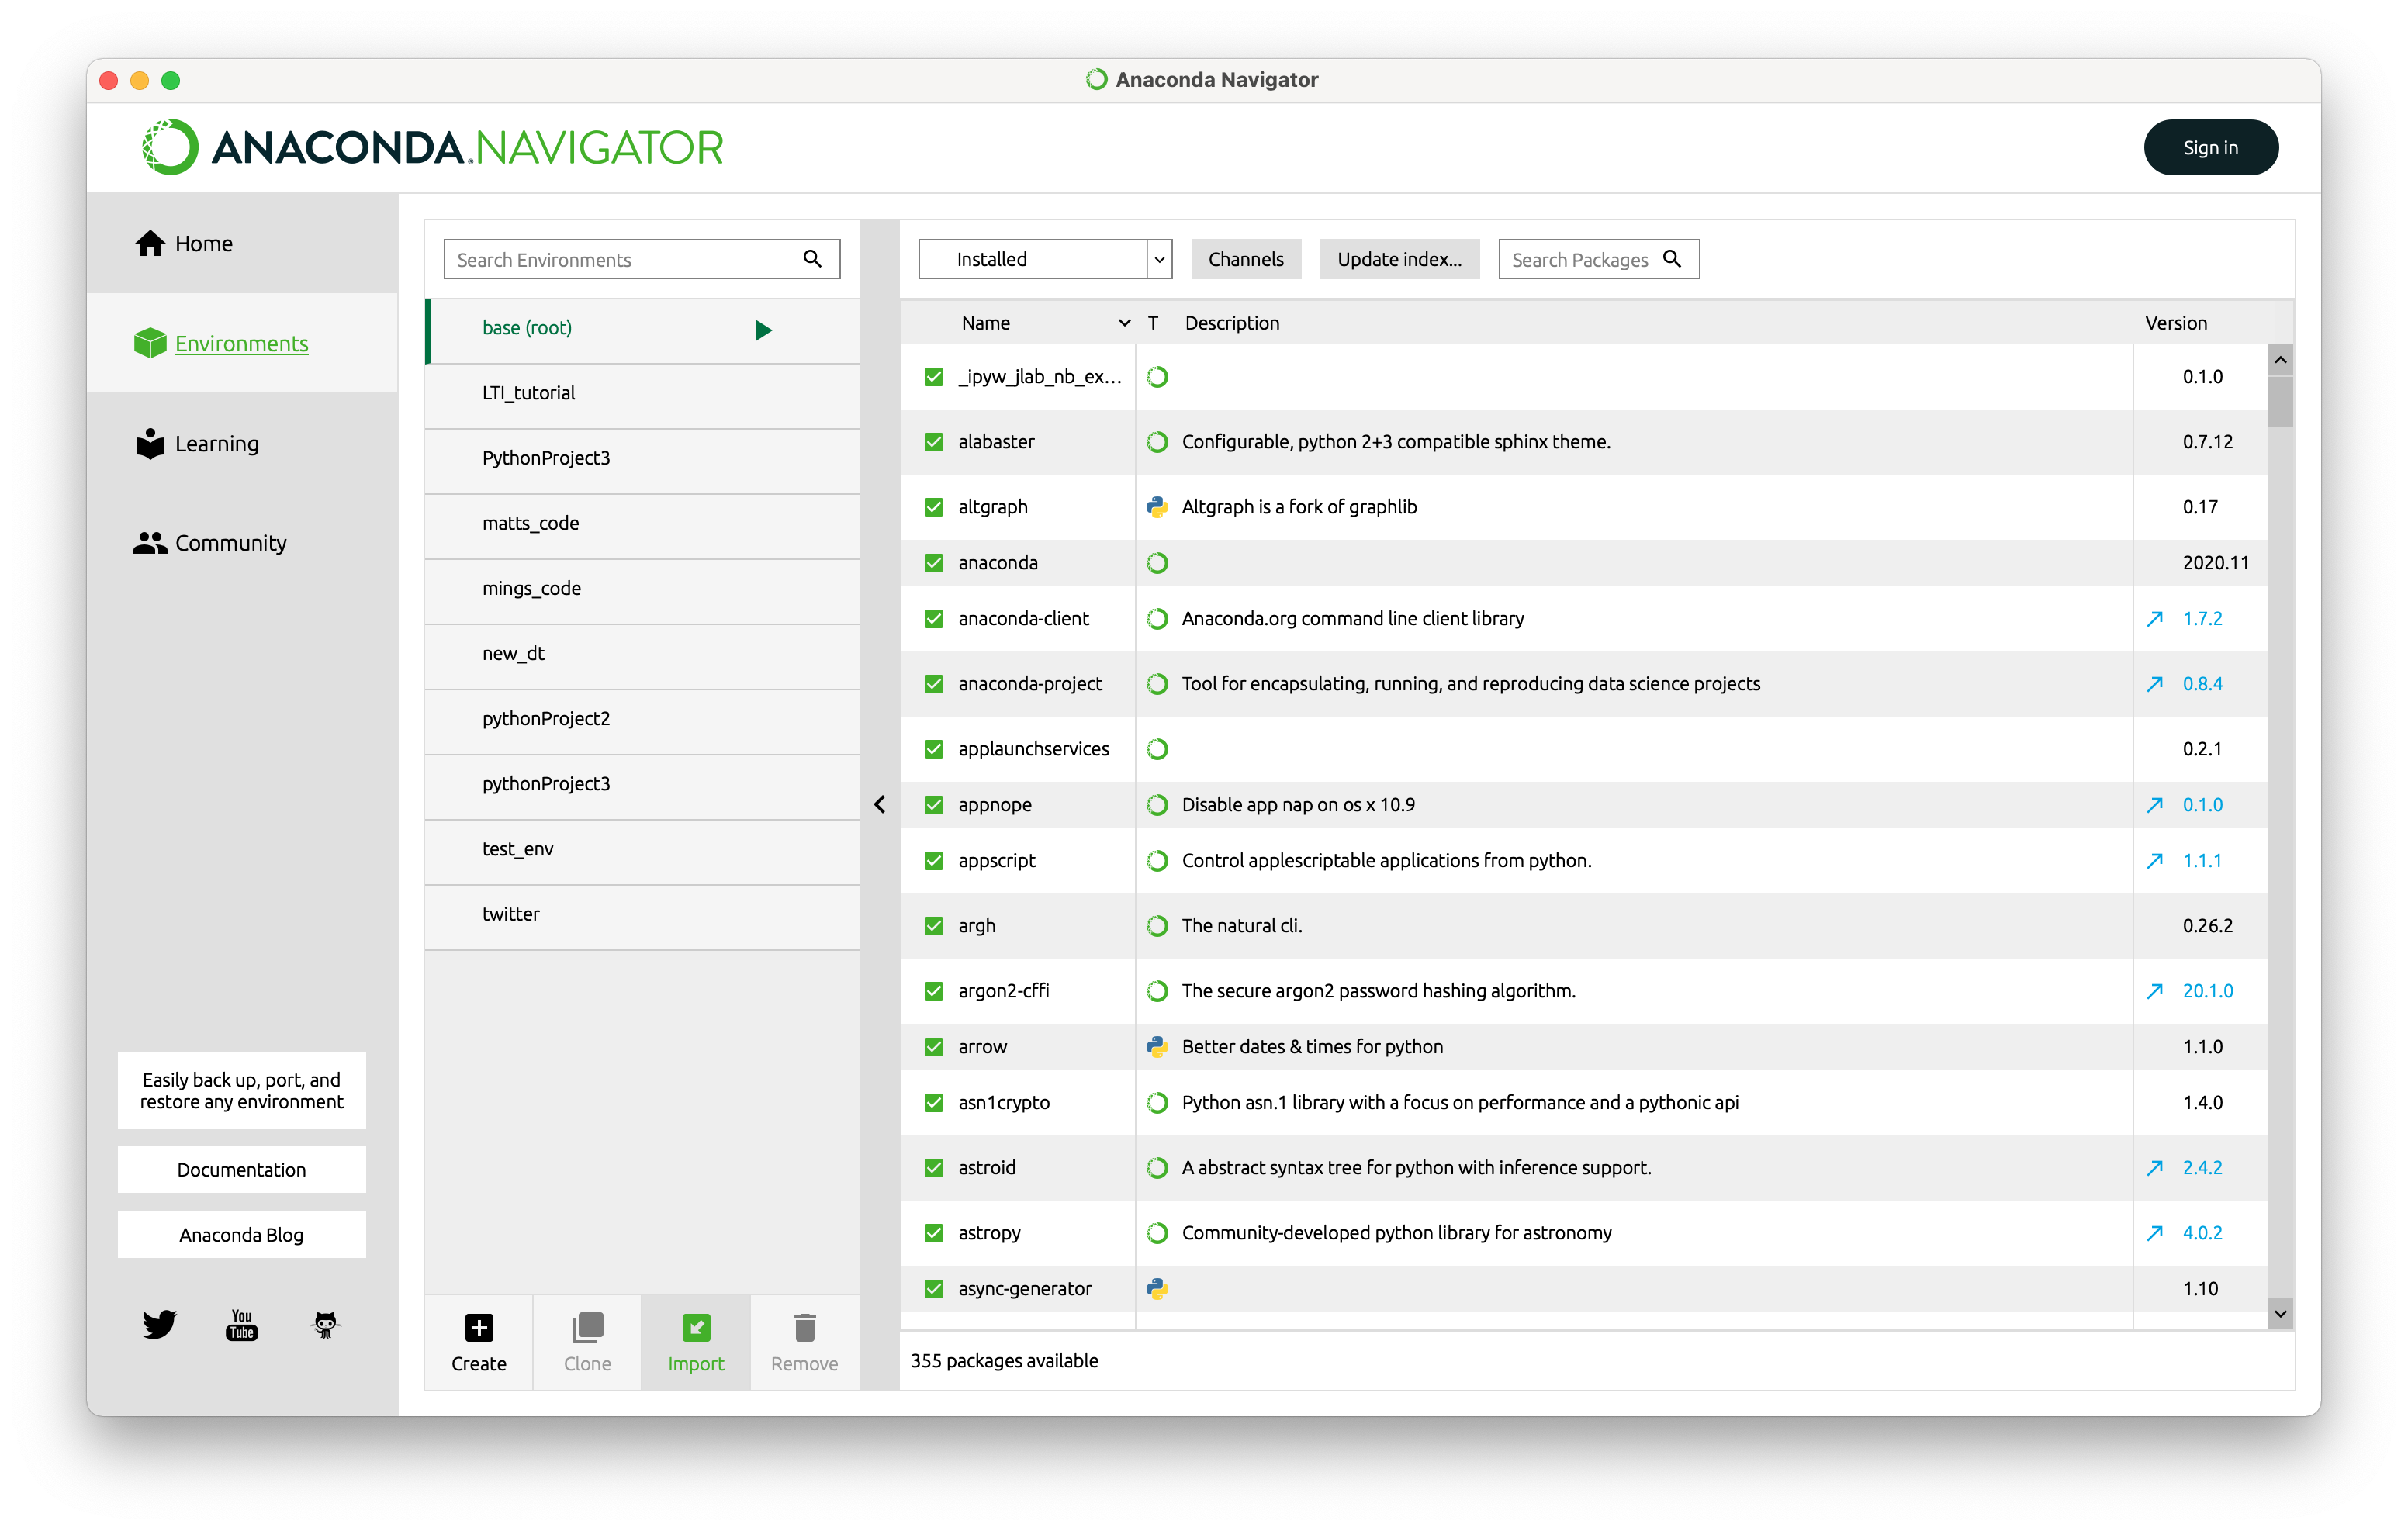 Anaconda Navigator
ANACONDA.NAVIGATOR
Sign in
Home
Environments
Learning
Community
Easily back up, port, and
restore any environment
Documentation
Anaconda Blog
You
Tube
Search Environments
base (root)
LTI_tutorial
PythonProject3
matts_code
mings_code
new_dt
pythonProject2
pythonProject3
test_env
twitter
Create
Clone
Import
Remove
Installed
Channels
Update index...
Search Packages
Name T Description Version
_ipyw_jlab_nb_ex... 0.1.0
alabaster Configurable, python 2+3 compatible sphinx theme. 0.7.12
altgraph Altgraph is a fork of graphlib 0.17
anaconda 2020.11
anaconda-client Anaconda.org command line client library 1.7.2
anaconda-project Tool for encapsulating, running, and reproducing data science projects 0.8.4
applaunchservices 0.2.1
appnope Disable app nap on os x 10.9 0.1.0
appscript Control applescriptable applications from python. 1.1.1
argh The natural cli. 0.26.2
argon2-cffi The secure argon2 password hashing algorithm. 20.1.0
arrow Better dates & times for python 1.1.0
asn1crypto Python asn.1 library with a focus on performance and a pythonic api 1.4.0
astroid A abstract syntax tree for python with inference support. 2.4.2
astropy Community-developed python library for astronomy 4.0.2
async-generator 1.10
355 packages available